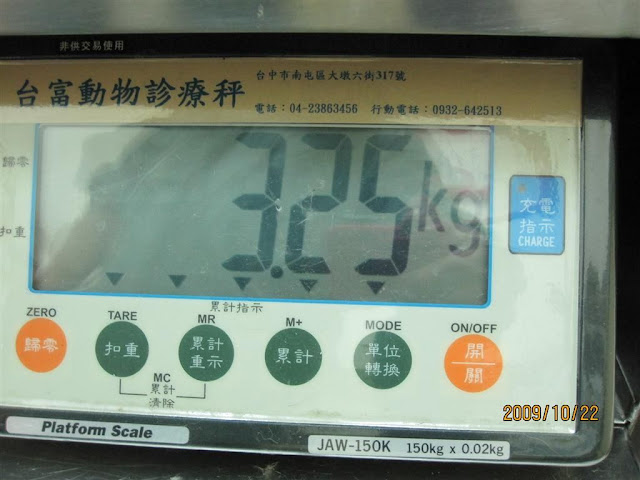 非供交易使用
台富動物診療秤
台中市南屯區大墩六街317號
電話：04-23863456 行動電話：0932-642513
歸零
扣重
3.25kg
充電
指示
CHARGE
累計指示
ZERO
歸零
TARE
扣重
MR
累計
重示
M+
累計
MODE
單位
轉換
ON/OFF
開
關
MC
累計
清除
2009/10/22
Platform Scale
JAW-150K 150kg x 0.02kg